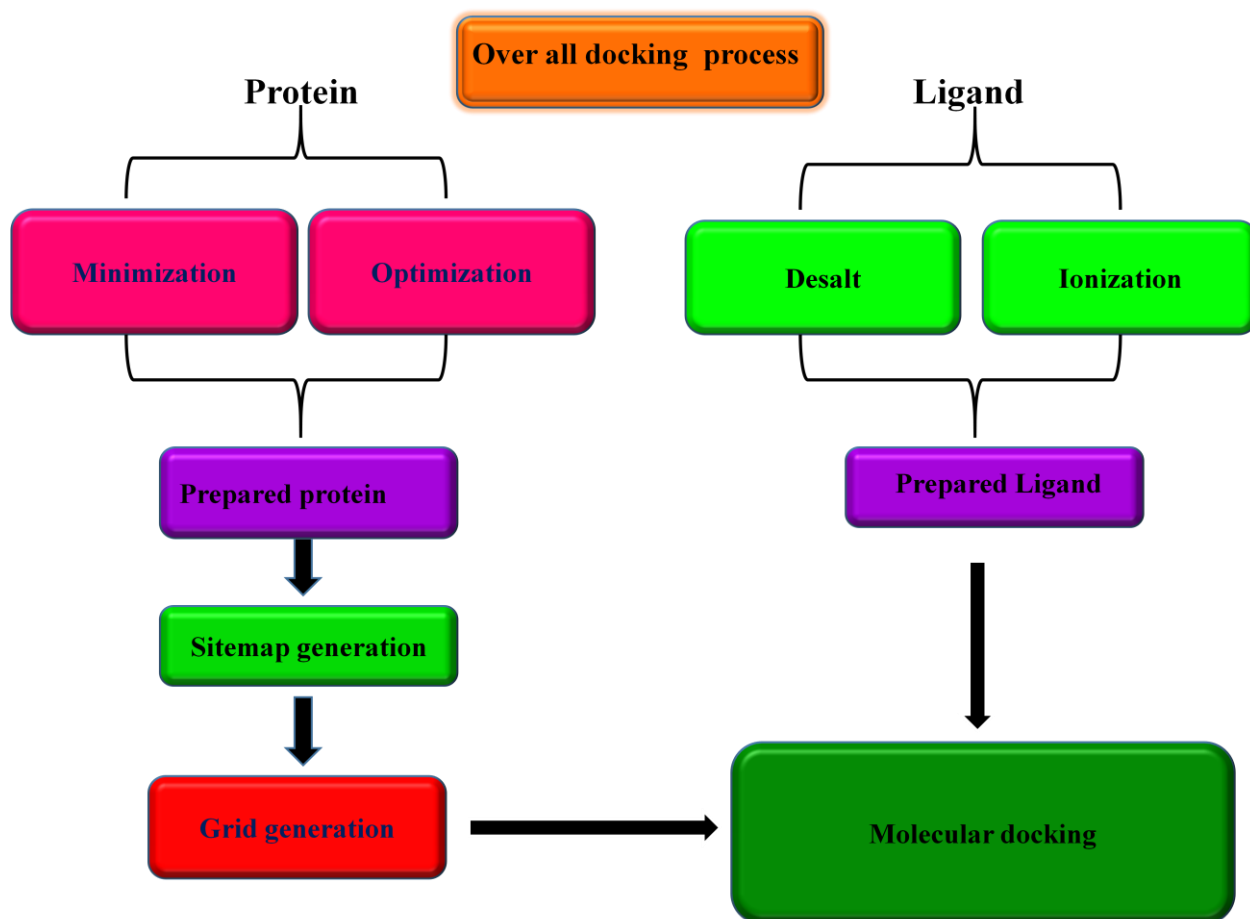 Over all docking process
Protein
Ligand
Minimization
Optimization
Desalt
Ionization
Prepared protein
Prepared Ligand
Sitemap generation
Grid generation
Molecular docking